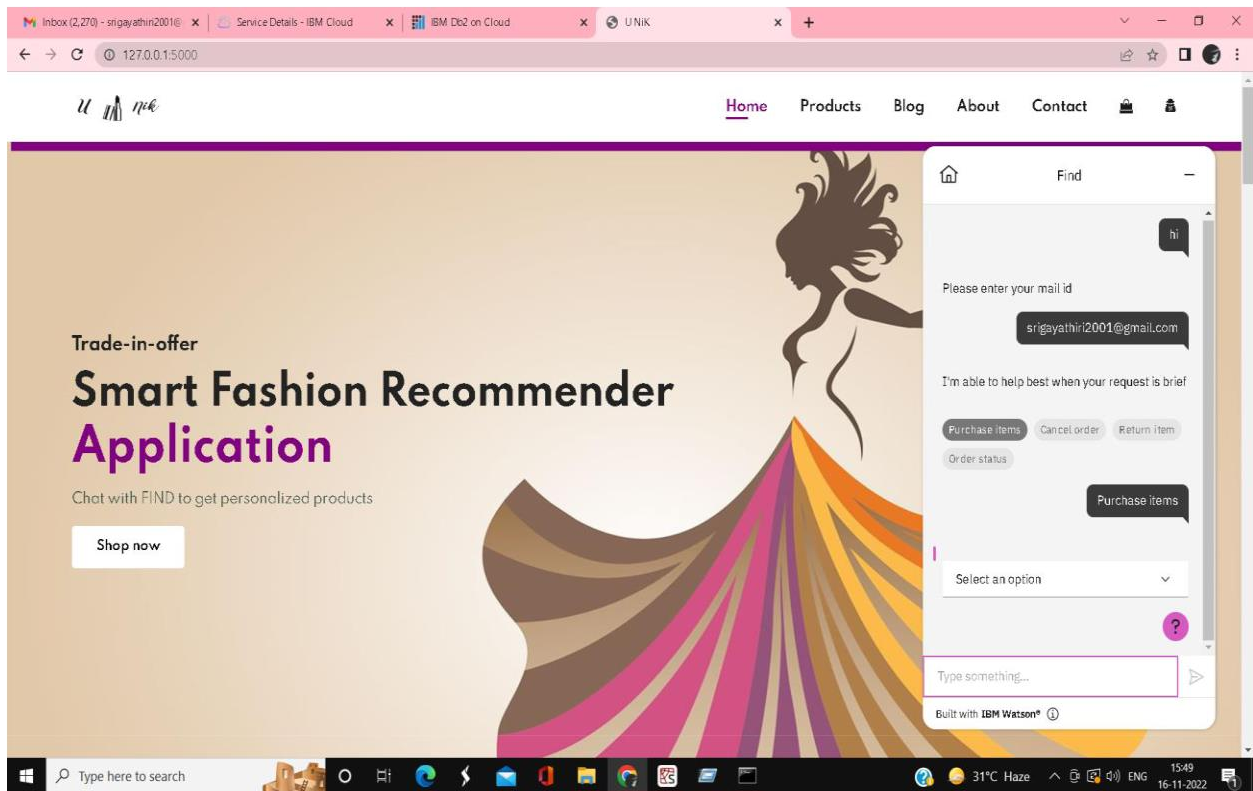 Inbox (2,270) - srigayathiri2001@
Service Details - IBM Cloud
IBM Db2 on Cloud
UNiK
127.0.0.1:5000
U nik
Home Products Blog About Contact
Trade-in-offer
Smart Fashion Recommender
Application
Chat with FIND to get personalized products
Shop now
Find
hi
Please enter your mail id
srigayathiri2001@gmail.com
I'm able to help best when your request is brief
Purchase items Cancel order Return item
Order status
Purchase items
Select an option
?
Type something...
Built with IBM Watson®
Type here to search
31°C Haze
ENG
15:49
16-11-2022
1